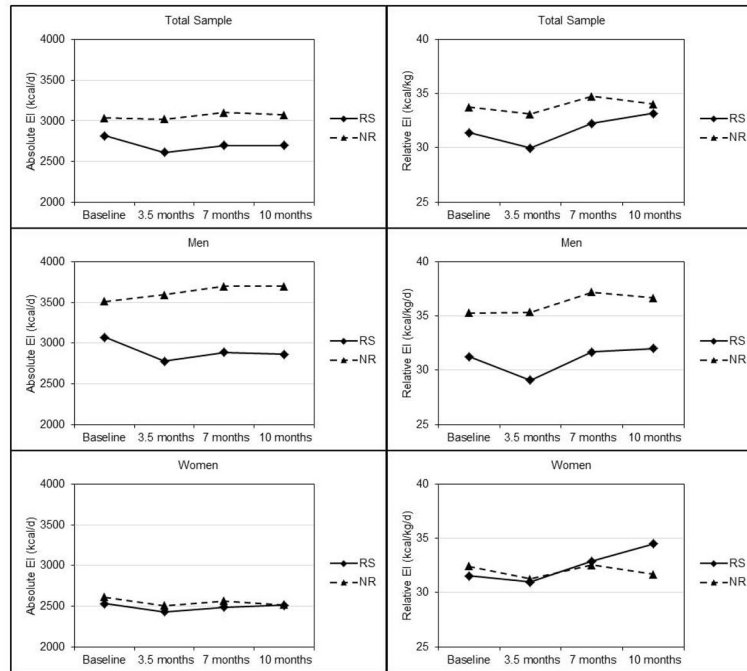 Total Sample
Absolute EI (kcal/d)
4000
3500
3000
2500
2000
Baseline 3.5 months 7 months 10 months
RS
NR
Total Sample
Relative EI (kcal/kg)
40
35
30
25
Baseline 3.5 months 7 months 10 months
RS
NR
Men
Absolute EI (kcal/d)
4000
3500
3000
2500
2000
Baseline 3.5 months 7 months 10 months
RS
NR
Men
Relative EI (kcal/kg/d)
40
35
30
25
Baseline 3.5 months 7 months 10 months
RS
NR
Women
Absolute EI (kcal/d)
4000
3500
3000
2500
2000
Baseline 3.5 months 7 months 10 months
RS
NR
Women
Relative EI (kcal/kg/d)
40
35
30
25
Baseline 3.5 months 7 months 10 months
RS
NR